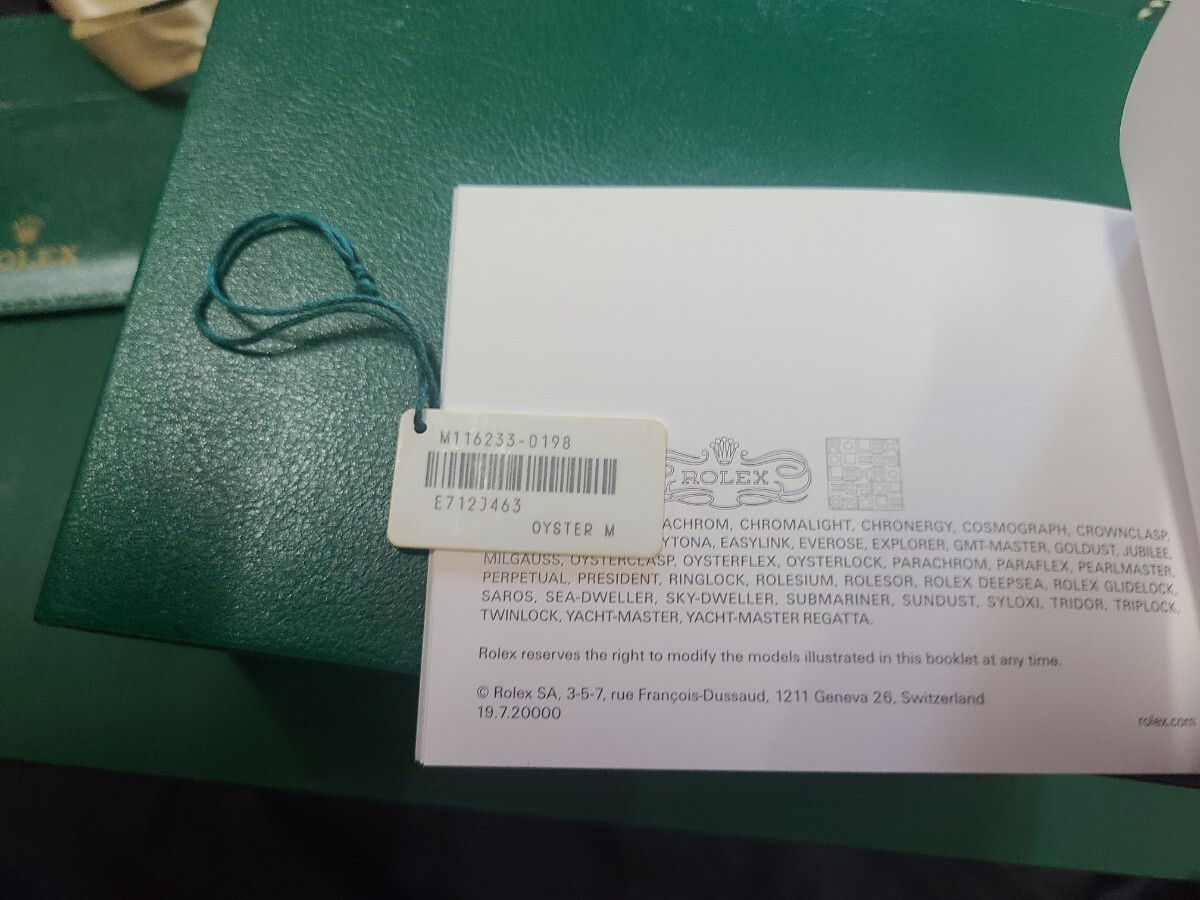 ROLEX
M116233-0198
E712J463
OYSTER M
ROLEX
CHROMALIGHT, CHRONERGY, COSMOGRAPH, CROWNCLASP,
EASYLINK, EVEROSE, EXPLORER, GMT-MASTER, GOLDUST, JUBILEE,
MILGAUSS, OYSTERCLASP, OYSTERFLEX, OYSTERLOCK, PARACHROM, PARAFLEX, PEARLMASTER,
PERPETUAL, PRESIDENT, RINGLOCK, ROLESIUM, ROLESOR, ROLEX DEEPSEA, ROLEX GLIDELOCK,
SAROS, SEA-DWELLER, SKY-DWELLER, SUBMARINER, SUNDUST, SYLOXI, TRIDOR, TRIPLOCK,
TWINLOCK, YACHT-MASTER, YACHT-MASTER REGATTA.
Rolex reserves the right to modify the models illustrated in this booklet at any time.
© Rolex SA, 3-5-7, rue François-Dussaud, 1211 Geneva 26, Switzerland
19.7.20000
rolex.com